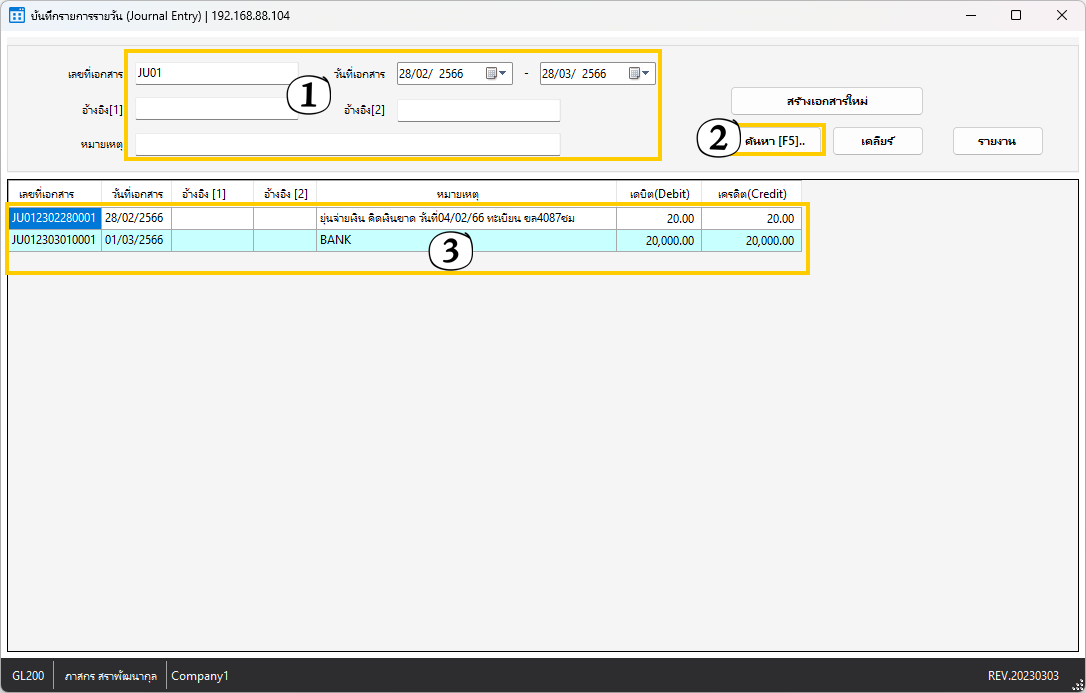 บันทึกรายการรายวัน (Journal Entry) | 192.168.88.104
เลขที่เอกสาร JU01 วันที่เอกสาร 28/02/ 2566 - 28/03/ 2566
1
สร้างเอกสารใหม่
อ้างอิง[1] อ้างอิง[2]
2 ค้นหา [F5].. เคลียร์ รายงาน
หมายเหตุ
เลขที่เอกสาร วันที่เอกสาร อ้างอิง [1] อ้างอิง [2] หมายเหตุ เดบิต(Debit) เครดิต(Credit)
JU012302280001 28/02/2566 ยุ่นจ่ายเงิน คิดเงินขาด วันที่04/02/66 ทะเบียน ขล4087ชม 20.00 20.00
JU012303010001 01/03/2566 BANK 20,000.00 20,000.00
3
GL200 ภาสกร สราพัฒนากุล Company1 REV.20230303